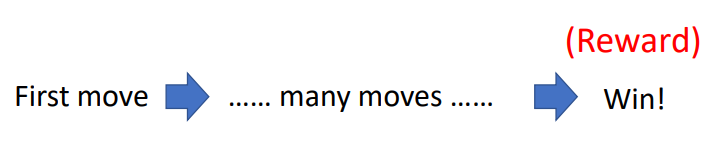 (Reward)
First move …… many moves …… Win!